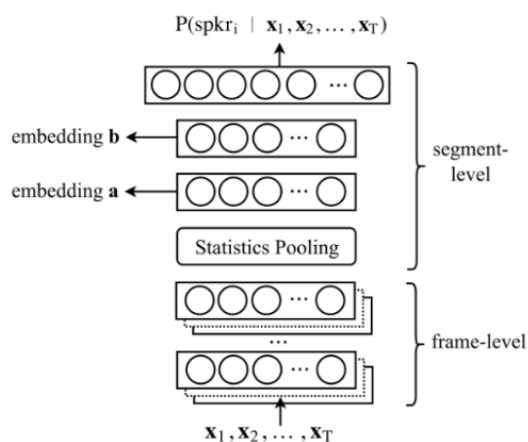 P(spkrᵢ | x₁, x₂, ..., x_T)
...
embedding b
...
embedding a
...
segment-
level
Statistics Pooling
...
...
frame-level
...
x₁, x₂, ..., x_T